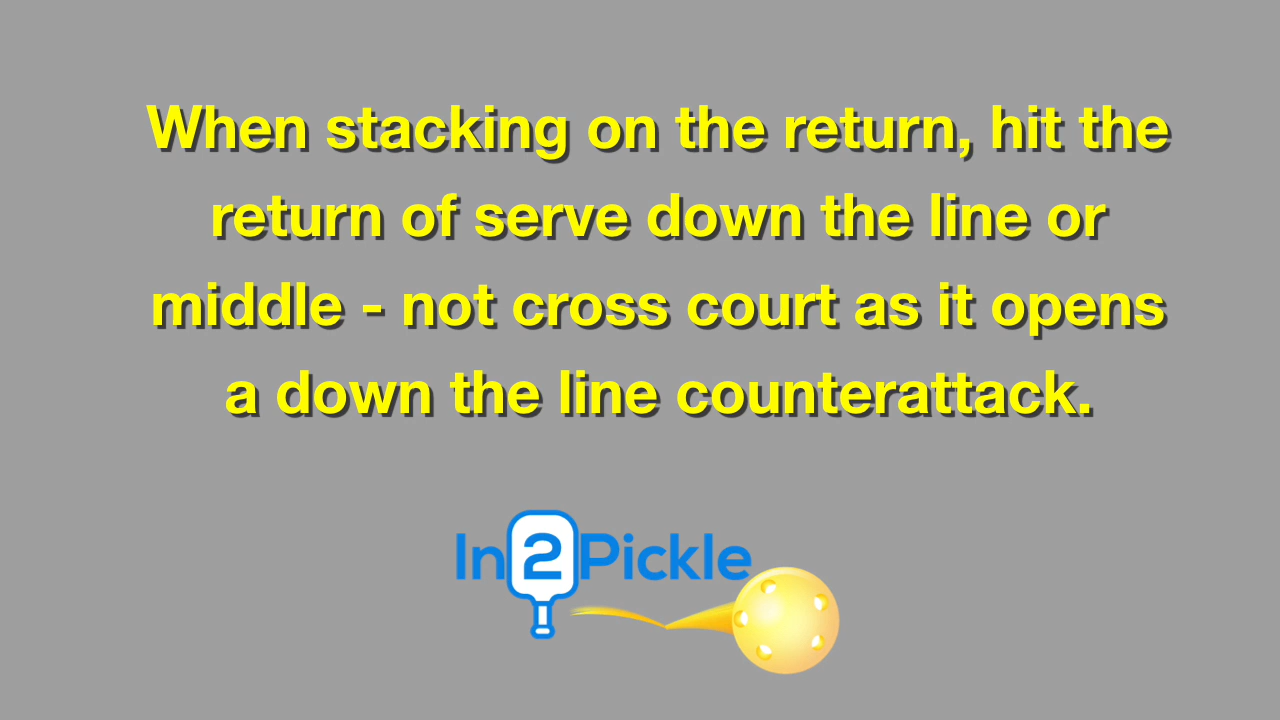 When stacking on the return, hit the
return of serve down the line or
middle - not cross court as it opens
a down the line counterattack.
In2Pickle